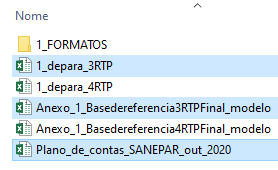 Nome
1_FORMATOS
1_depara_3RTP
1_depara_4RTP
Anexo_1_Basedereferencia3RTPFinal_modelo
Anexo_1_Basedereferencia4RTPFinal_modelo
Plano_de_contas_SANEPAR_out_2020